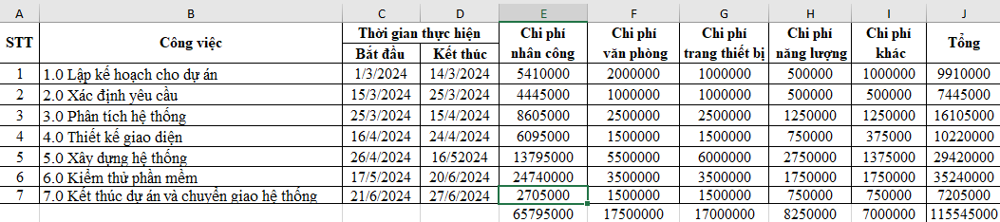 A B C D E F G H I J
STT Công việc Thời gian thực hiện Chi phí nhân công Chi phí văn phòng Chi phí trang thiết bị Chi phí năng lượng Chi phí khác Tổng
Bắt đầu Kết thúc
1 1.0 Lập kế hoạch cho dự án 1/3/2024 14/3/2024 5410000 2000000 1000000 500000 1000000 9910000
2 2.0 Xác định yêu cầu 15/3/2024 25/3/2024 4445000 1000000 1000000 500000 500000 7445000
3 3.0 Phân tích hệ thống 25/3/2024 15/4/2024 8605000 2500000 2500000 1250000 1250000 16105000
4 4.0 Thiết kế giao diện 16/4/2024 24/4/2024 6095000 1500000 1500000 750000 375000 10220000
5 5.0 Xây dựng hệ thống 26/4/2024 16/52024 13795000 5500000 6000000 2750000 1375000 29420000
6 6.0 Kiểm thử phần mềm 17/5/2024 20/6/2024 24740000 3500000 3500000 1750000 1750000 35240000
7 7.0 Kết thúc dự án và chuyển giao hệ thống 21/6/2024 27/6/2024 2705000 1500000 1500000 750000 750000 7205000
65795000 17500000 17000000 8250000 7000000 115545000